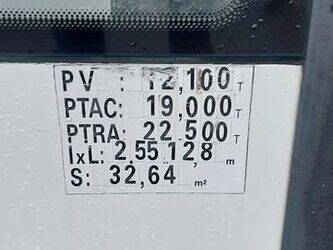 PV : 12,100 T
PTAC: 19,000 T
PTRA: 22 500 T
IxL: 2,55 12,8 m
S: 32,64 m²